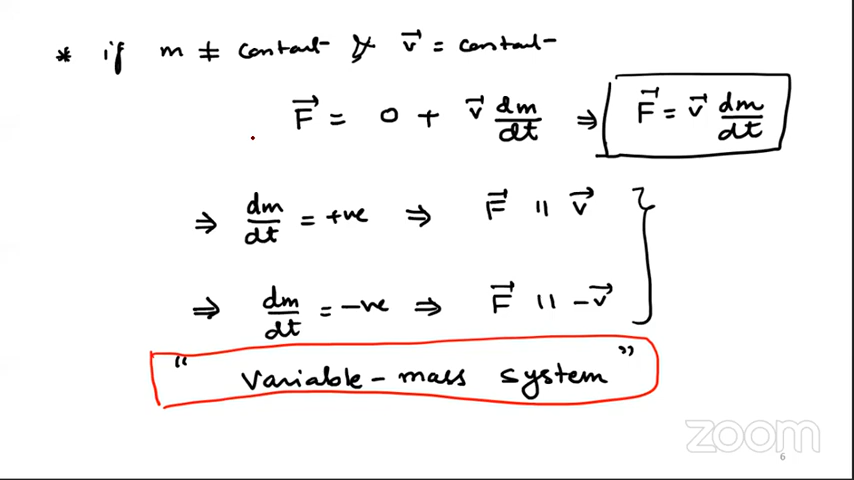 * if m ≠ constant & v⃗ = constant
F⃗ = 0 + v⃗ dm/dt ⇒ F⃗ = v⃗ dm/dt
⇒ dm/dt = +ve ⇒ F⃗ || v⃗
⇒ dm/dt = -ve ⇒ F⃗ || -v⃗
" Variable-mass system "
zoom
6